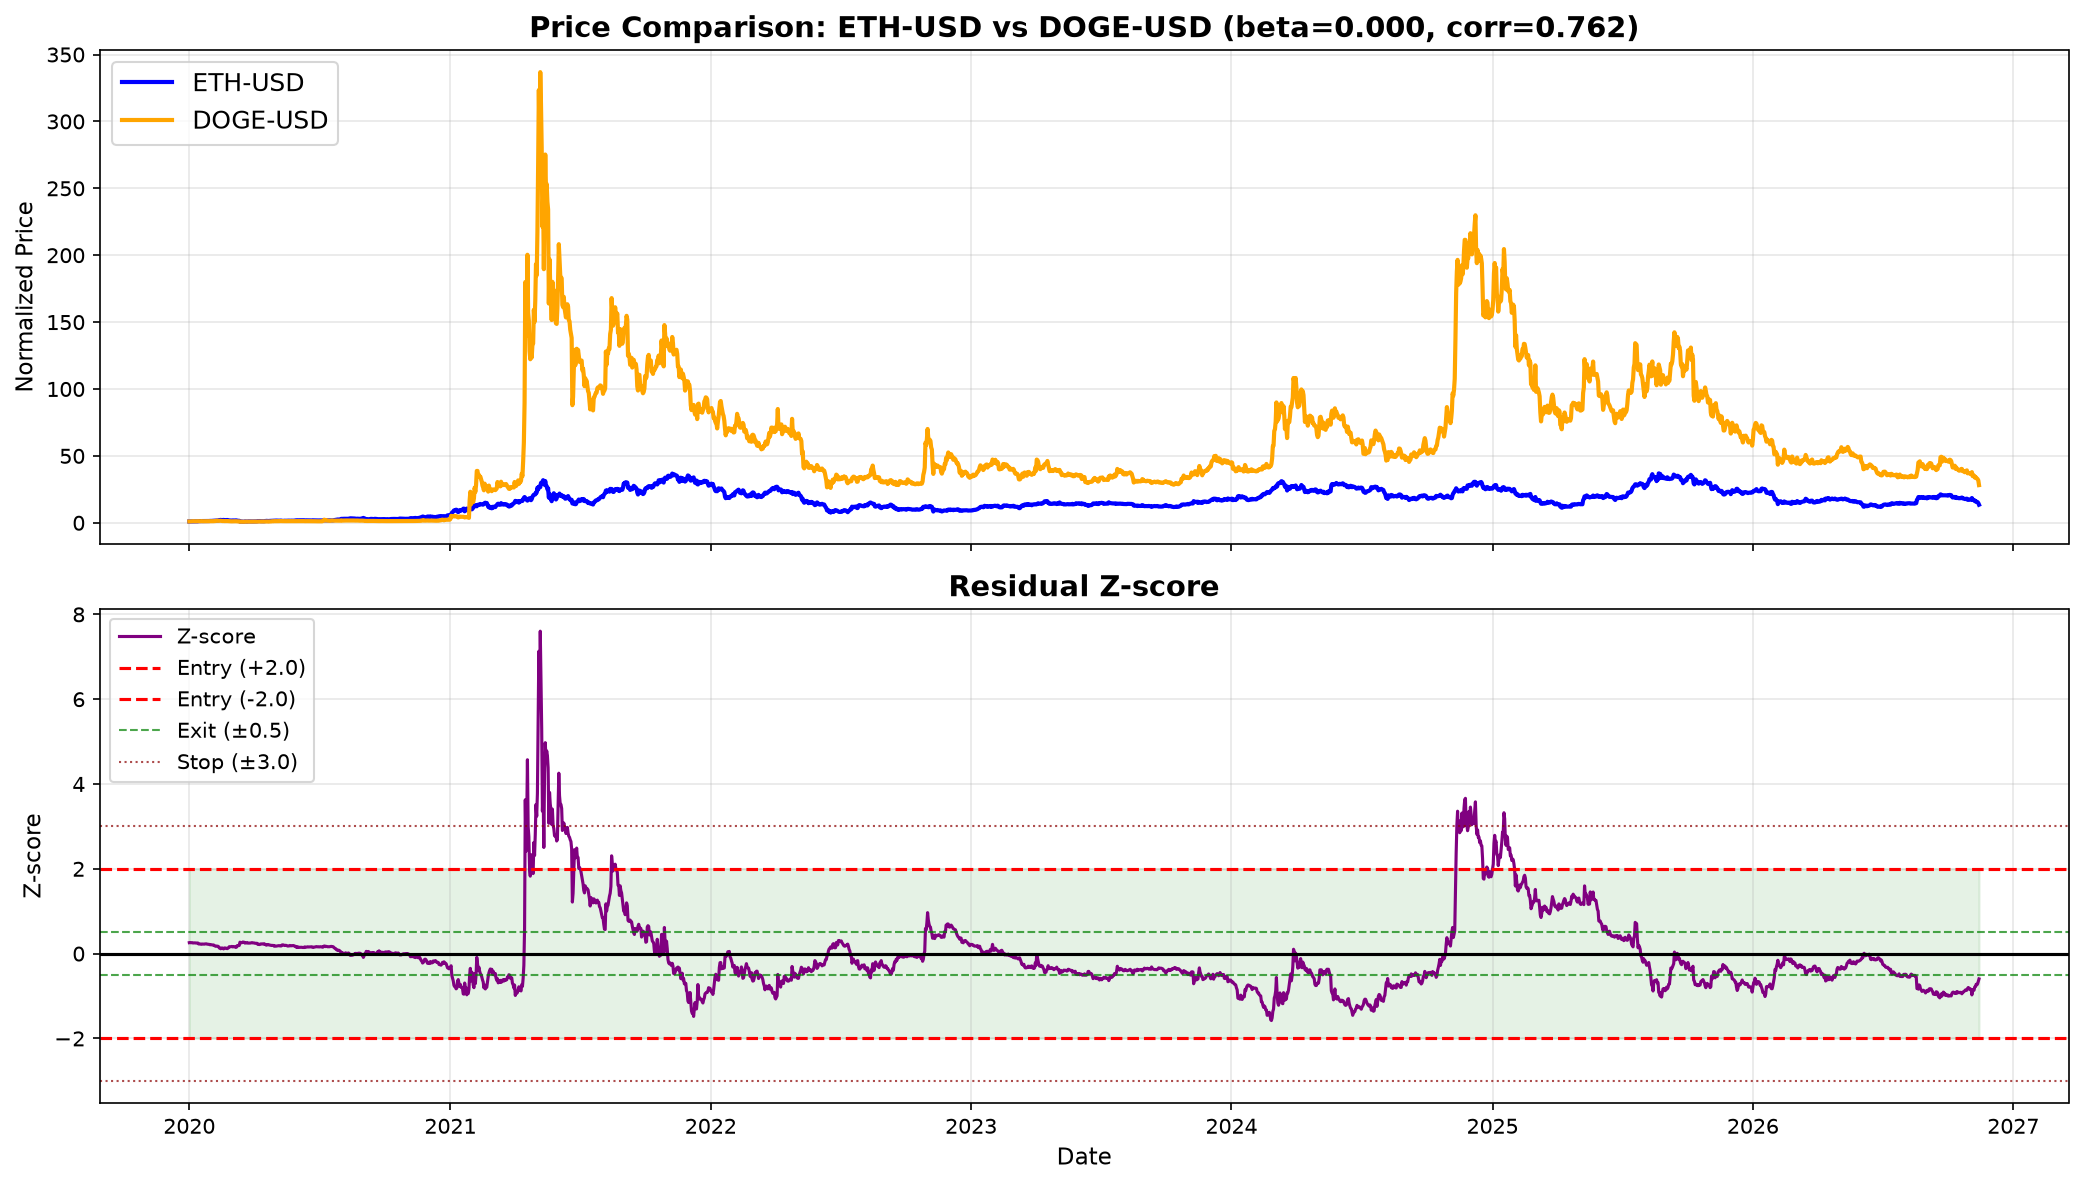 Price Comparison: ETH-USD vs DOGE-USD (beta=0.000, corr=0.762)
350
300
250
200
150
100
50
0
Normalized Price
ETH-USD
DOGE-USD
Residual Z-score
8
6
4
2
0
−2
Z-score
Z-score
Entry (+2.0)
Entry (-2.0)
Exit (±0.5)
Stop (±3.0)
2020 2021 2022 2023 2024 2025 2026 2027
Date